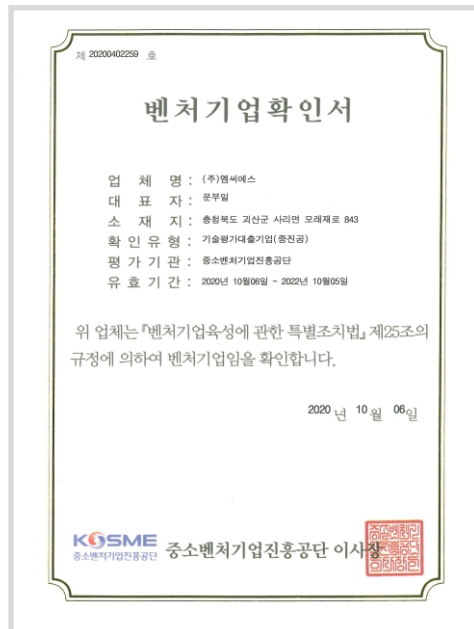 제 20200402259 호
벤처기업확인서
업 체 명 : (주)엠씨에스
대 표 자 : 문부일
소 재 지 : 충청북도 괴산군 사리면 모래재로 843
확 인 유 형 : 기술평가대출기업(중진공)
평 가 기 관 : 중소벤처기업진흥공단
유 효 기 간 : 2020년 10월06일 ~ 2022년 10월05일
위 업체는 『벤처기업육성에 관한 특별조치법』 제25조의
규정에 의하여 벤처기업임을 확인합니다.
2020 년 10 월 06 일
KOSME
중소벤처기업진흥공단
중소벤처기업진흥공단 이사장